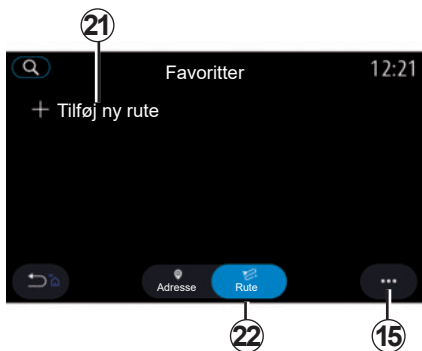 21
Favoritter
12:21
+ Tilføj ny rute
Adresse
Rute
...
22
15